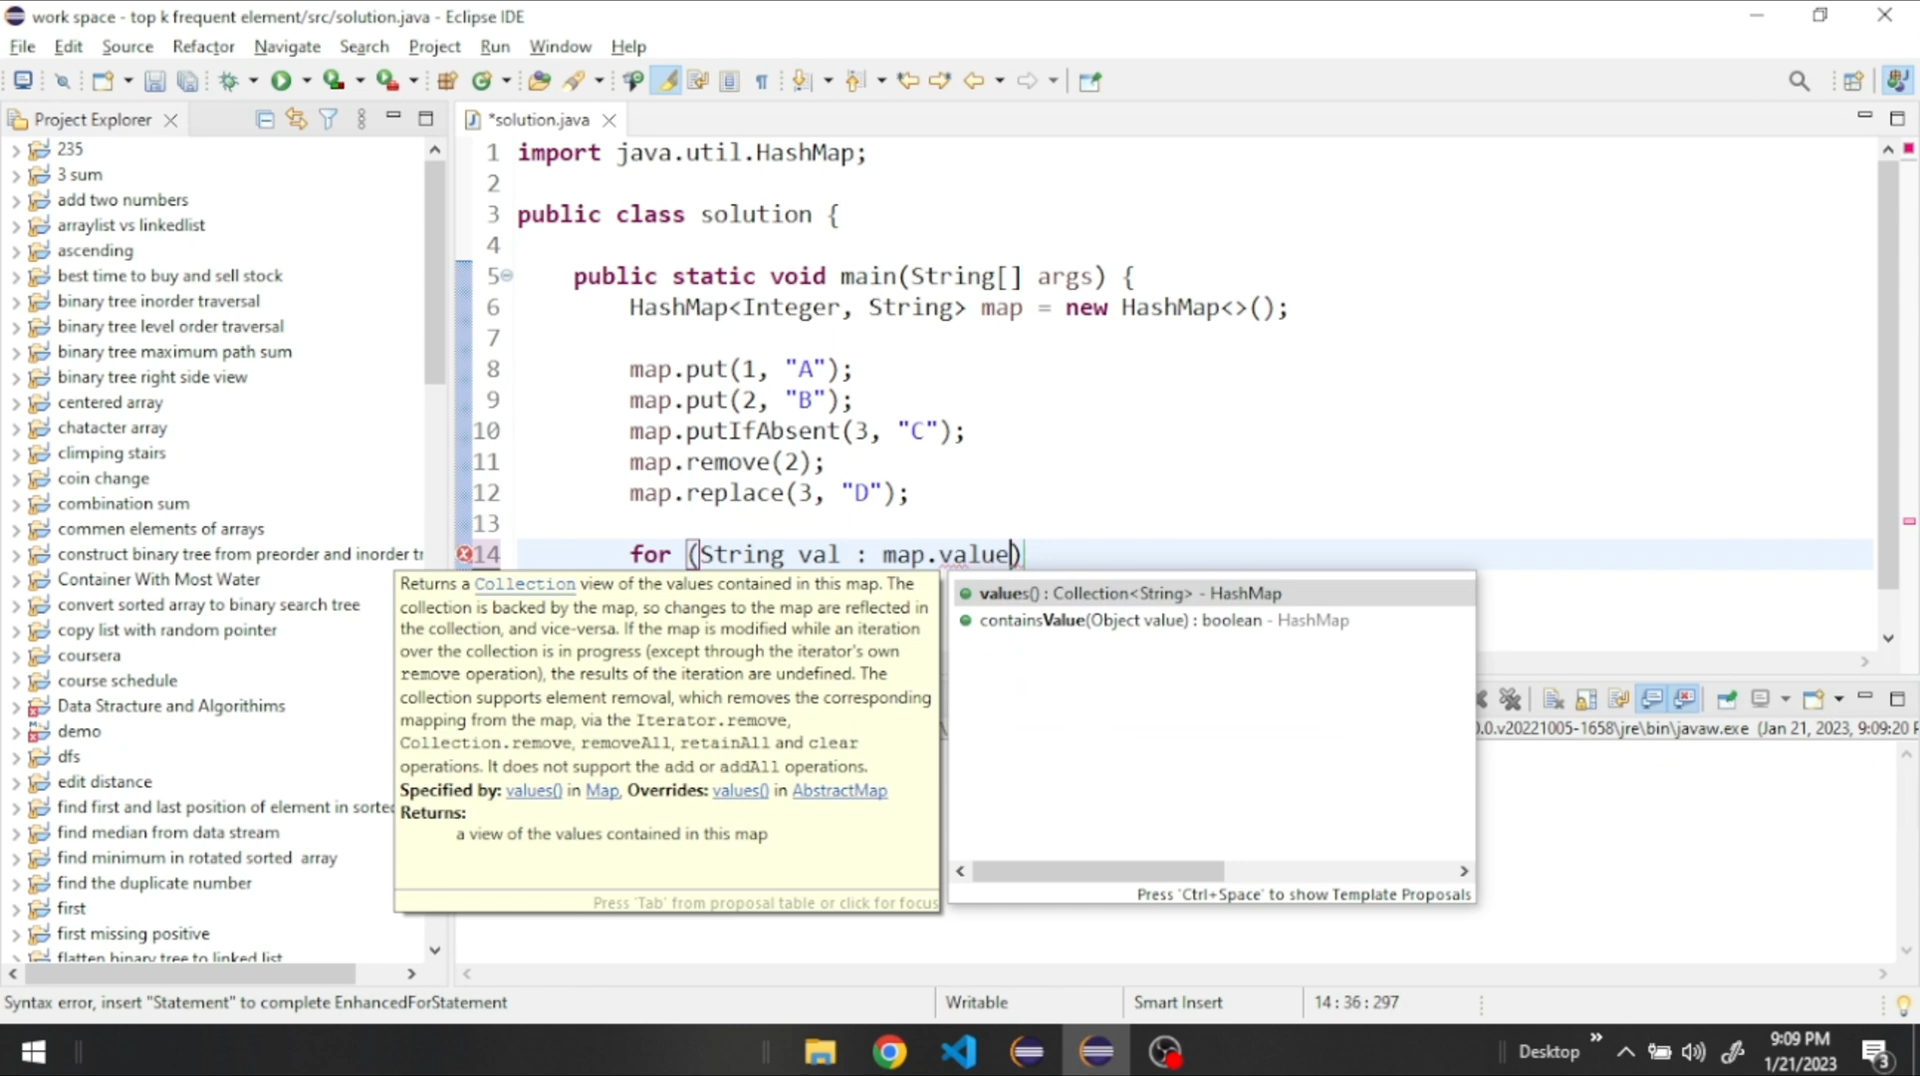 work space - top k frequent element/src/solution.java - Eclipse IDE
File Edit Source Refactor Navigate Search Project Run Window Help
Project Explorer
*solution.java
235
3 sum
add two numbers
arraylist vs linkedlist
ascending
best time to buy and sell stock
binary tree inorder traversal
binary tree level order traversal
binary tree maximum path sum
binary tree right side view
centered array
chatacter array
climping stairs
coin change
combination sum
commen elements of arrays
construct binary tree from preorder and inorder tr
Container With Most Water
convert sorted array to binary search tree
copy list with random pointer
coursera
course schedule
Data Stracture and Algorithims
demo
dfs
edit distance
find first and last position of element in sorted
find median from data stream
find minimum in rotated sorted array
find the duplicate number
first
first missing positive
flatten binary tree to linked list
1 import java.util.HashMap;
2
3 public class solution {
4
5 public static void main(String[] args) {
6 HashMap<Integer, String> map = new HashMap<>();
7
8 map.put(1, "A");
9 map.put(2, "B");
10 map.putIfAbsent(3, "C");
11 map.remove(2);
12 map.replace(3, "D");
13
14 for (String val : map.value)
Returns a Collection view of the values contained in this map. The
collection is backed by the map, so changes to the map are reflected in
the collection, and vice-versa. If the map is modified while an iteration
over the collection is in progress (except through the iterator's own
remove operation), the results of the iteration are undefined. The
collection supports element removal, which removes the corresponding
mapping from the map, via the Iterator.remove,
Collection.remove, removeAll, retainAll and clear
operations. It does not support the add or addAll operations.
Specified by: values() in Map, Overrides: values() in AbstractMap
Returns:
a view of the values contained in this map
Press 'Tab' from proposal table or click for focus
values() : Collection<String> - HashMap
containsValue(Object value) : boolean - HashMap
Press 'Ctrl+Space' to show Template Proposals
0.0.v20221005-1658\jre\bin\javaw.exe (Jan 21, 2023, 9:09:20 P
Syntax error, insert "Statement" to complete EnhancedForStatement
Writable
Smart Insert
14 : 36 : 297
Desktop
9:09 PM
1/21/2023
3